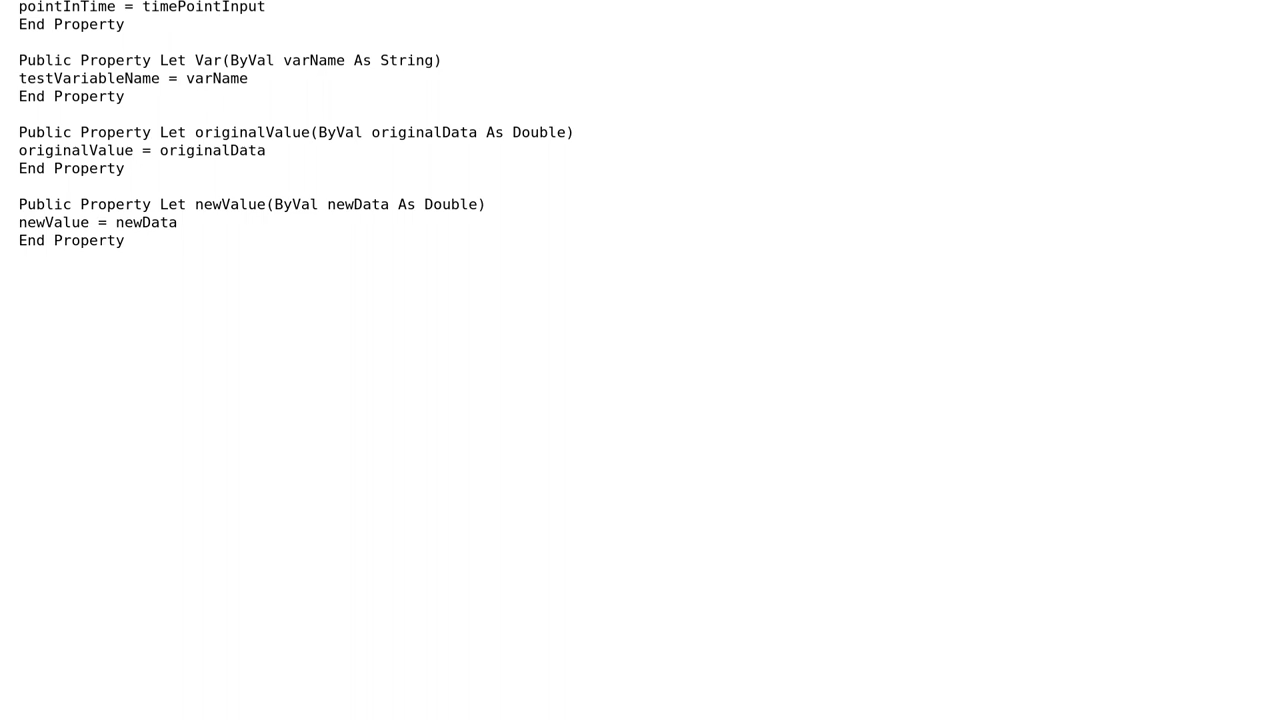 pointInTime = timePointInput
End Property

Public Property Let Var(ByVal varName As String)
testVariableName = varName
End Property

Public Property Let originalValue(ByVal originalData As Double)
originalValue = originalData
End Property

Public Property Let newValue(ByVal newData As Double)
newValue = newData
End Property